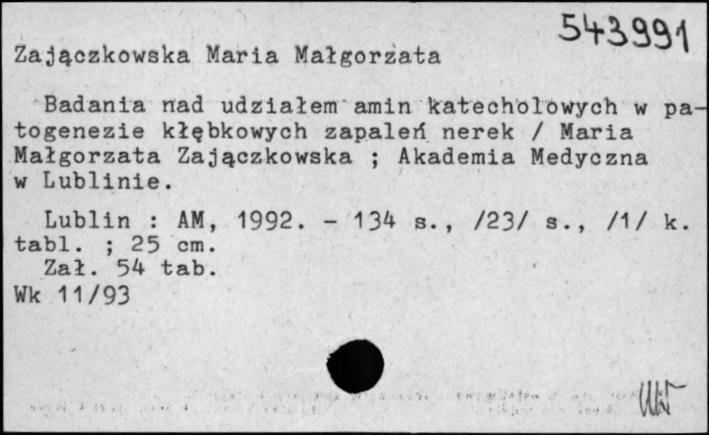 543991
Zajączkowska Maria Małgorzata
Badania nad udziałem amin katecholowych w pa-
togenezie kłębkowych zapaleń nerek / Maria
Małgorzata Zajączkowska ; Akademia Medyczna
w Lublinie.
Lublin : AM, 1992. - 134 s., /23/ s., /1/ k.
tabl. ; 25 cm.
Zał. 54 tab.
Wk 11/93